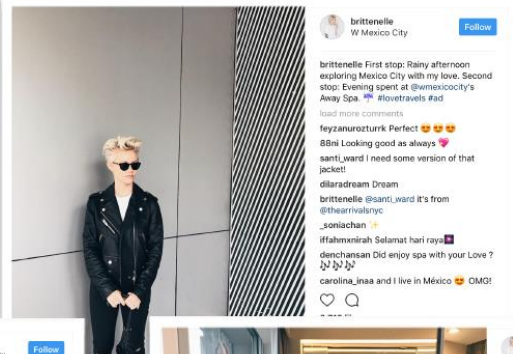 brittenelle
W Mexico City
Follow
brittenelle First stop: Rainy afternoon
exploring Mexico City with my love. Second
stop: Evening spent at @wmexicocity's
Away Spa. ☔ #lovetravels #ad
load more comments
feyzanurozturrk Perfect 😍😍😍
88ni Looking good as always 💖
santi_ward I need some version of that
jacket!
dilaradream Dream
brittenelle @santi_ward it's from
@thearrivalsnyc
_soniachan ✨
iffahmxnirah Selamat hari raya🎆
denchansan Did enjoy spa with your Love ?
🎶🎶🎶
carolina_inaa and I live in México 😍 OMG!
Follow